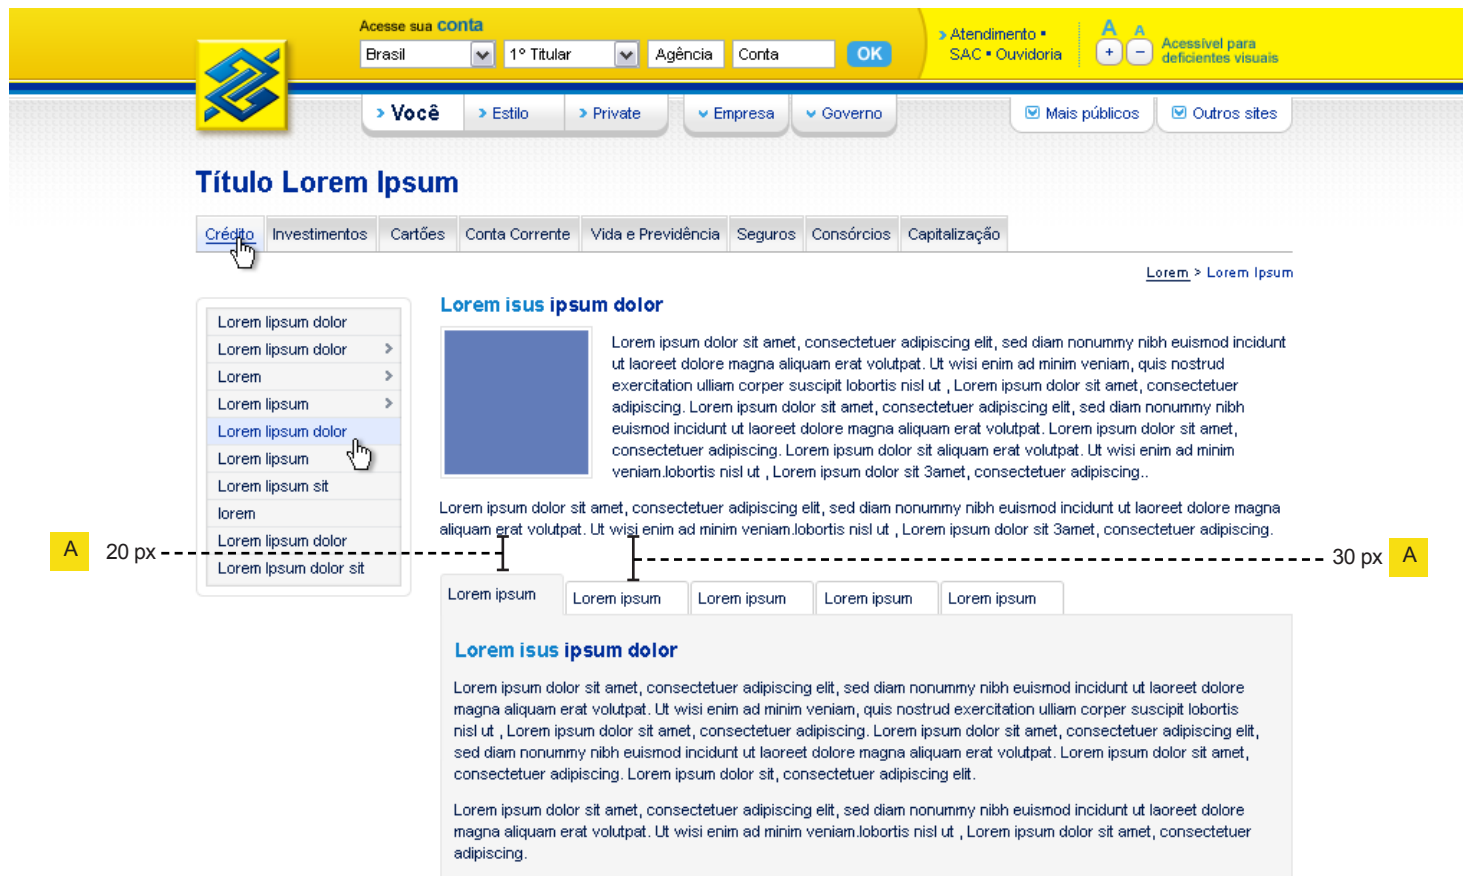 Acesse sua conta
Brasil 1º Titular Agência Conta OK
Atendimento ▪
SAC ▪ Ouvidoria
A A
+ −
Acessível para
deficientes visuais
Você Estilo Private Empresa Governo Mais públicos Outros sites
Título Lorem Ipsum
Crédito Investimentos Cartões Conta Corrente Vida e Previdência Seguros Consórcios Capitalização
Lorem > Lorem Ipsum
Lorem lipsum dolor
Lorem lipsum dolor
Lorem
Lorem lipsum
Lorem lipsum dolor
Lorem lipsum
Lorem lipsum sit
lorem
Lorem lipsum dolor
Lorem Ipsum dolor sit
Lorem isus ipsum dolor
Lorem ipsum dolor sit amet, consectetuer adipiscing elit, sed diam nonummy nibh euismod incidunt
ut laoreet dolore magna aliquam erat volutpat. Ut wisi enim ad minim veniam, quis nostrud
exercitation ulliam corper suscipit lobortis nisl ut , Lorem ipsum dolor sit amet, consectetuer
adipiscing. Lorem ipsum dolor sit amet, consectetuer adipiscing elit, sed diam nonummy nibh
euismod incidunt ut laoreet dolore magna aliquam erat volutpat. Lorem ipsum dolor sit amet,
consectetuer adipiscing. Lorem ipsum dolor sit aliquam erat volutpat. Ut wisi enim ad minim
veniam.lobortis nisl ut , Lorem ipsum dolor sit 3amet, consectetuer adipiscing..
Lorem ipsum dolor sit amet, consectetuer adipiscing elit, sed diam nonummy nibh euismod incidunt ut laoreet dolore magna
aliquam erat volutpat. Ut wisi enim ad minim veniam.lobortis nisl ut , Lorem ipsum dolor sit 3amet, consectetuer adipiscing.
A 20 px
30 px A
Lorem ipsum Lorem ipsum Lorem ipsum Lorem ipsum Lorem ipsum
Lorem isus ipsum dolor
Lorem ipsum dolor sit amet, consectetuer adipiscing elit, sed diam nonummy nibh euismod incidunt ut laoreet dolore
magna aliquam erat volutpat. Ut wisi enim ad minim veniam, quis nostrud exercitation ulliam corper suscipit lobortis
nisl ut , Lorem ipsum dolor sit amet, consectetuer adipiscing. Lorem ipsum dolor sit amet, consectetuer adipiscing elit,
sed diam nonummy nibh euismod incidunt ut laoreet dolore magna aliquam erat volutpat. Lorem ipsum dolor sit amet,
consectetuer adipiscing. Lorem ipsum dolor sit, consectetuer adipiscing elit.
Lorem ipsum dolor sit amet, consectetuer adipiscing elit, sed diam nonummy nibh euismod incidunt ut laoreet dolore
magna aliquam erat volutpat. Ut wisi enim ad minim veniam.lobortis nisl ut , Lorem ipsum dolor sit amet, consectetuer
adipiscing.